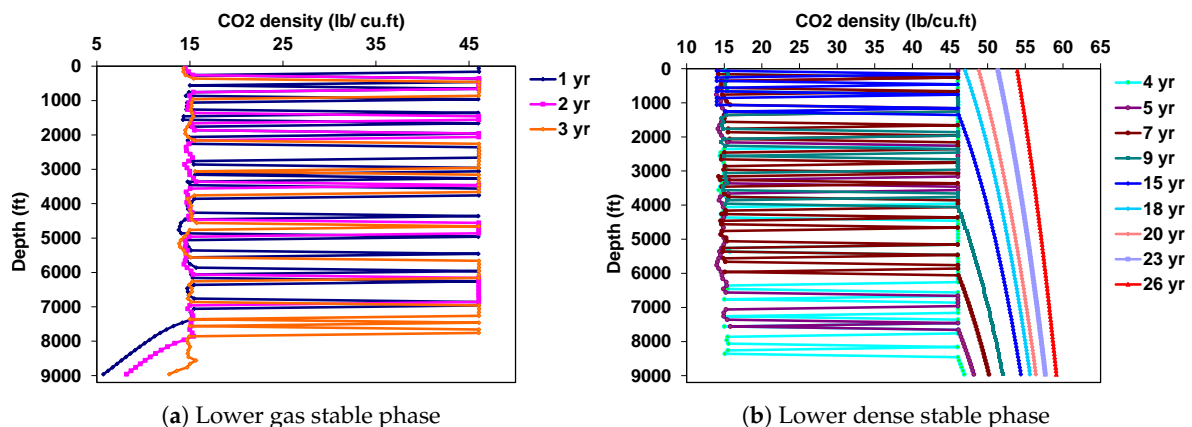 CO2 density (lb/ cu.ft)
5 15 25 35 45
0
1000
2000
3000
4000
5000
6000
7000
8000
9000
Depth (ft)
1 yr
2 yr
3 yr
(a) Lower gas stable phase
CO2 density (lb/cu.ft)
10 15 20 25 30 35 40 45 50 55 60 65
0
1000
2000
3000
4000
5000
6000
7000
8000
9000
Depth (ft)
4 yr
5 yr
7 yr
9 yr
15 yr
18 yr
20 yr
23 yr
26 yr
(b) Lower dense stable phase